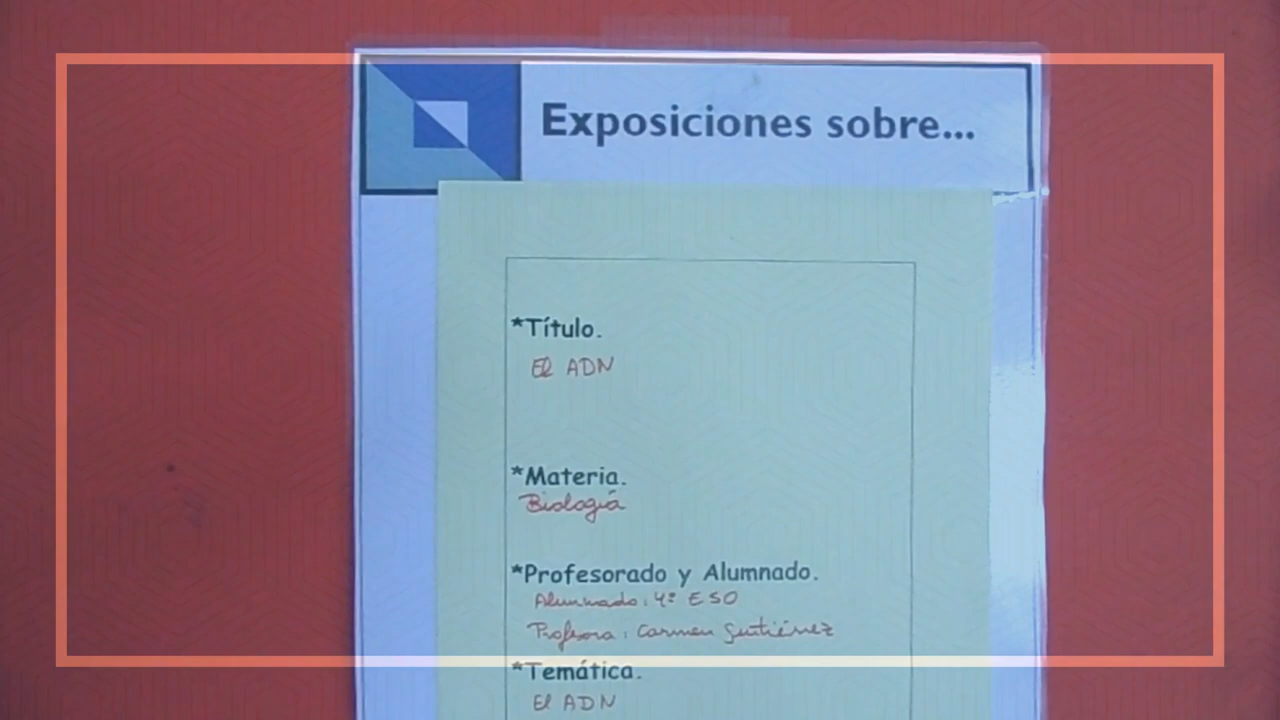 Exposiciones sobre...
*Título.
El ADN
*Materia.
Biología
*Profesorado y Alumnado.
Alumnado: 4º ESO
Profesora: Carmen Gutiérrez
*Temática.
El ADN